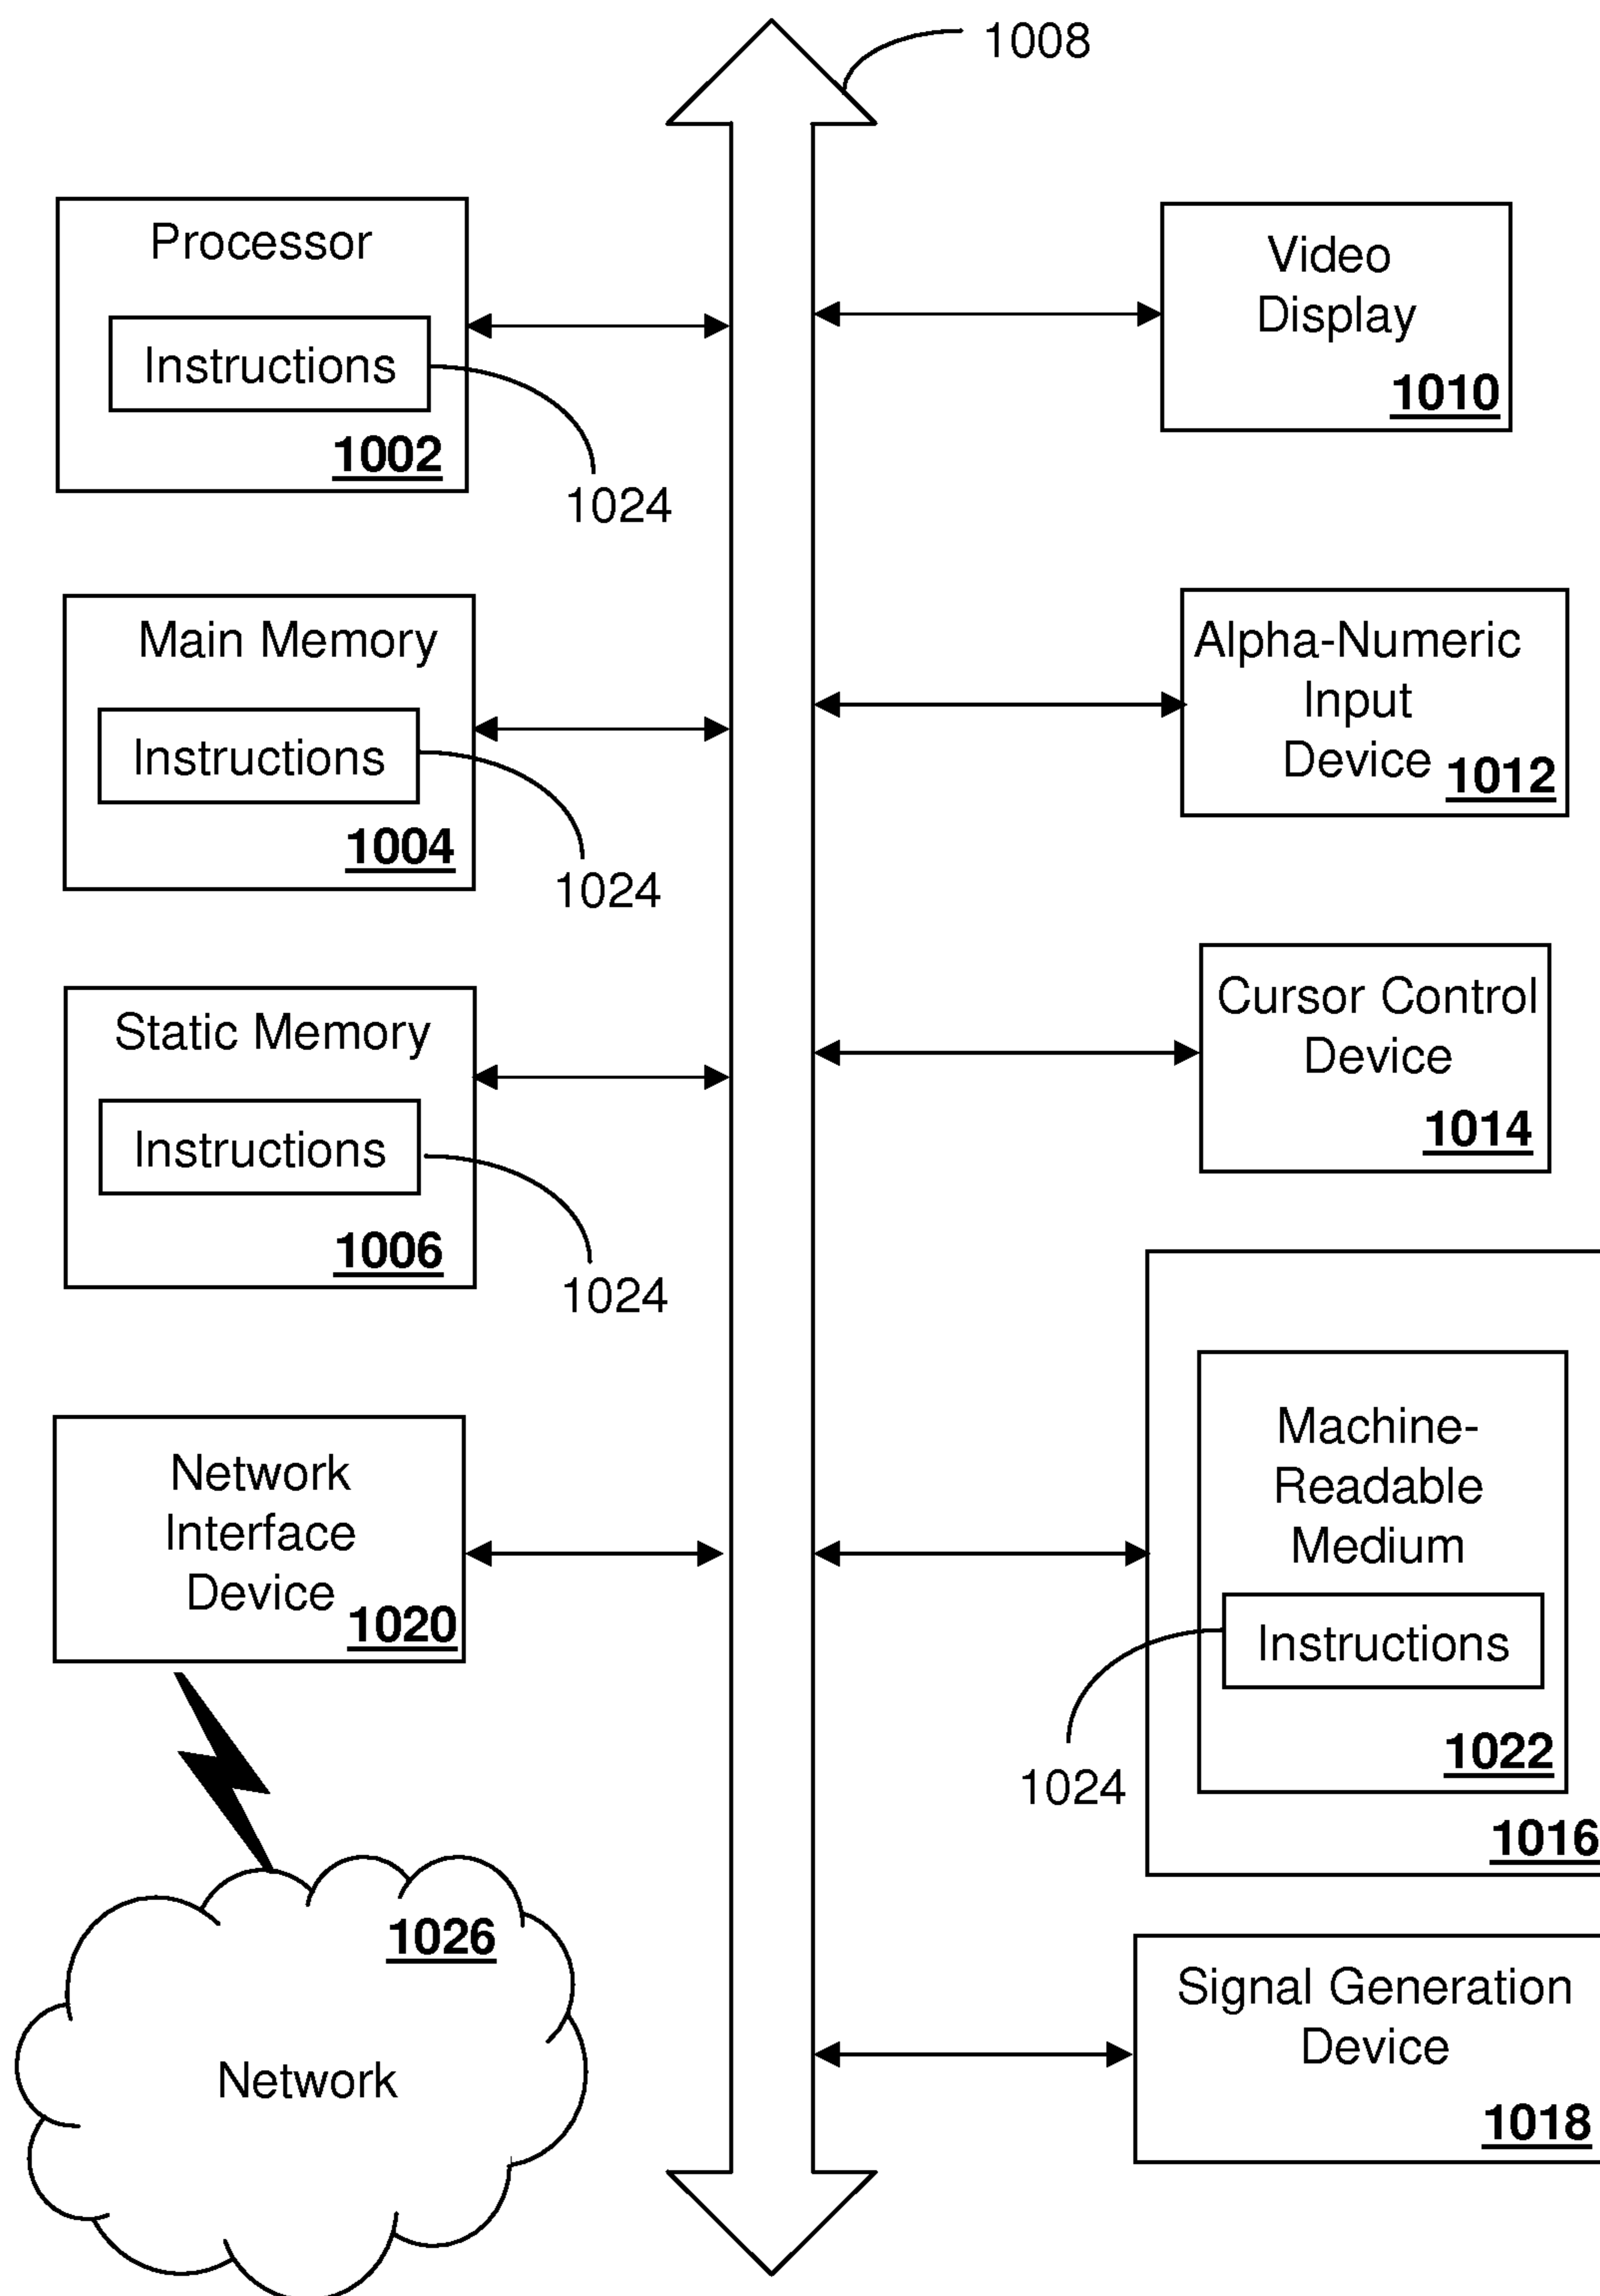 1008
Processor
Instructions
1002
1024
Main Memory
Instructions
1004
1024
Static Memory
Instructions
1006
1024
Network
Interface
Device
1020
1026
Network
Video
Display
1010
Alpha-Numeric
Input
Device
1012
Cursor Control
Device
1014
Machine-
Readable
Medium
Instructions
1022
1024
1016
Signal Generation
Device
1018